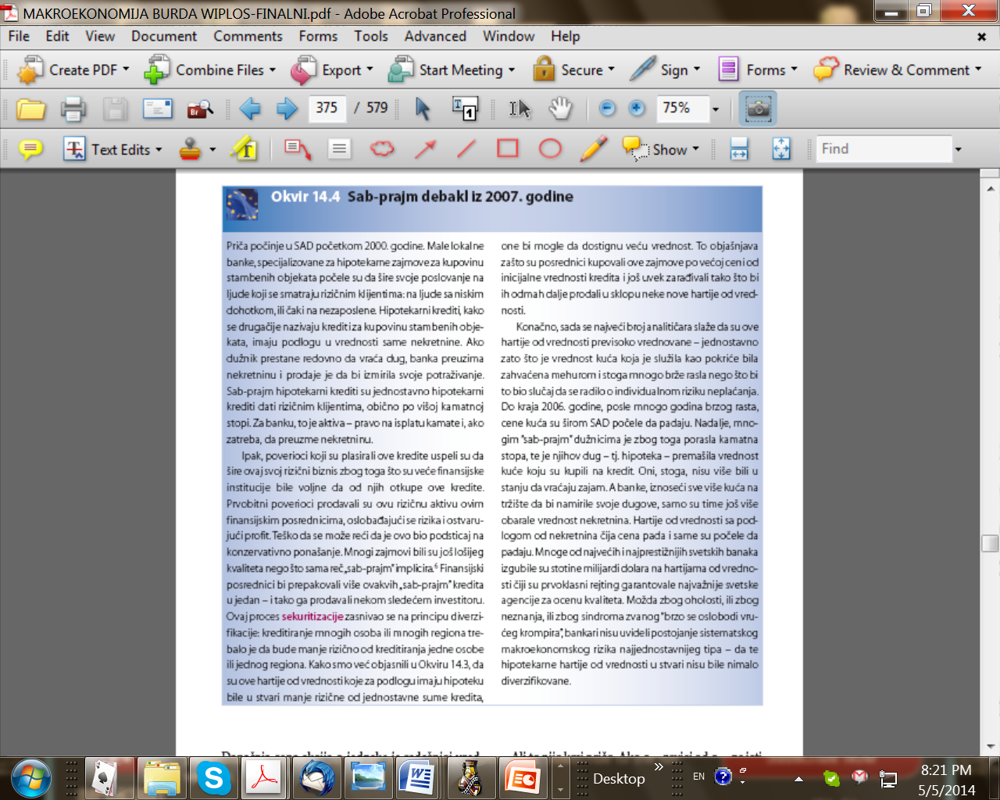 MAKROEKONOMIJA BURDA WIPLOS-FINALNI.pdf - Adobe Acrobat Professional
File Edit View Document Comments Forms Tools Advanced Window Help
Create PDF Combine Files Export Start Meeting Secure Sign Forms Review & Comment
375 / 579 75%
Text Edits Show Find
Okvir 14.4 Sab-prajm debakl iz 2007. godine
Priča počinje u SAD početkom 2000. godine. Male lokalne
banke, specijalizovane za hipotekarne zajmove za kupovinu
stambenih objekata počele su da šire svoje poslovanje na
ljude koji se smatraju rizičnim klijentima: na ljude sa niskim
dohotkom, ili čak i na nezaposlene. Hipotekarni krediti, kako
se drugačije nazivaju krediti za kupovinu stambenih obje-
kata, imaju podlogu u vrednosti same nekretnine. Ako
dužnik prestane redovno da vraća dug, banka preuzima
nekretninu i prodaje je da bi izmirila svoje potraživanje.
Sab-prajm hipotekarni krediti su jednostavno hipotekarni
krediti dati rizičnim klijentima, obično po višoj kamatnoj
stopi. Za banku, to je aktiva – pravo na isplatu kamate i, ako
zatreba, da preuzme nekretninu.
Ipak, poverioci koji su plasirali ove kredite uspeli su da
šire ovaj svoj rizični biznis zbog toga što su veće finansijske
institucije bile voljne da od njih otkupe ove kredite.
Prvobitni poverioci prodavali su ovu rizičnu aktivu ovim
finansijskim posrednicima, oslobađajući se rizika i ostvaru-
jući profit. Teško da se može reći da je ovo bio podsticaj na
konzervativno ponašanje. Mnogi zajmovi bili su još lošijeg
kvaliteta nego što sama reč „sab-prajm” implicira.⁶ Finansijski
posrednici bi prepakovali više ovakvih „sab-prajm” kredita
u jedan – i tako ga prodavali nekom sledećem investitoru.
Ovaj proces sekuritizacije zasnivao se na principu diverzi-
fikacije: kreditiranje mnogih osoba ili mnogih regiona tre-
balo je da bude manje rizično od kreditiranja jedne osobe
ili jednog regiona. Kako smo već objasnili u Okviru 14.3, da
su ove hartije od vrednosti koje za podlogu imaju hipoteku
bile u stvari manje rizične od jednostavne sume kredita,
one bi mogle da dostignu veću vrednost. To objašnjava
zašto su posrednici kupovali ove zajmove po većoj ceni od
inicijalne vrednosti kredita i još uvek zarađivali tako što bi
ih odmah dalje prodali u sklopu neke nove hartije od vred-
nosti.
Konačno, sada se najveći broj analitičara slaže da su ove
hartije od vrednosti previsoko vrednovane – jednostavno
zato što je vrednost kuća koja je služila kao pokriće bila
zahvaćena mehurom i stoga mnogo brže rasla nego što bi
to bio slučaj da se radilo o individualnom riziku neplaćanja.
Do kraja 2006. godine, posle mnogo godina brzog rasta,
cene kuća su širom SAD počele da padaju. Nadalje, mno-
gim "sab-prajm" dužnicima je zbog toga porasla kamatna
stopa, te je njihov dug – tj. hipoteka – premašila vrednost
kuće koju su kupili na kredit. Oni, stoga, nisu više bili u
stanju da vraćaju zajam. A banke, iznoseći sve više kuća na
tržište da bi namirile svoje dugove, samo su time još više
obarale vrednost nekretnina. Hartije od vrednosti sa pod-
logom od nekretnina čija cena pada i same su počele da
padaju. Mnoge od najvećih i najprestižnijih svetskih banaka
izgubile su stotine milijardi dolara na hartijama od vredno-
sti čiji su prvoklasni rejting garantovale najvažnije svetske
agencije za ocenu kvaliteta. Možda zbog oholosti, ili zbog
neznanja, ili zbog sindroma zvanog "brzo se oslobodi vru-
ćeg krompira", bankari nisu uvideli postojanje sistematskog
makroekonomskog rizika najjednostavnijeg tipa – da te
hipotekarne hartije od vrednosti u stvari nisu bile nimalo
diverzifikovane.
Desktop » EN 8:21 PM
5/5/2014